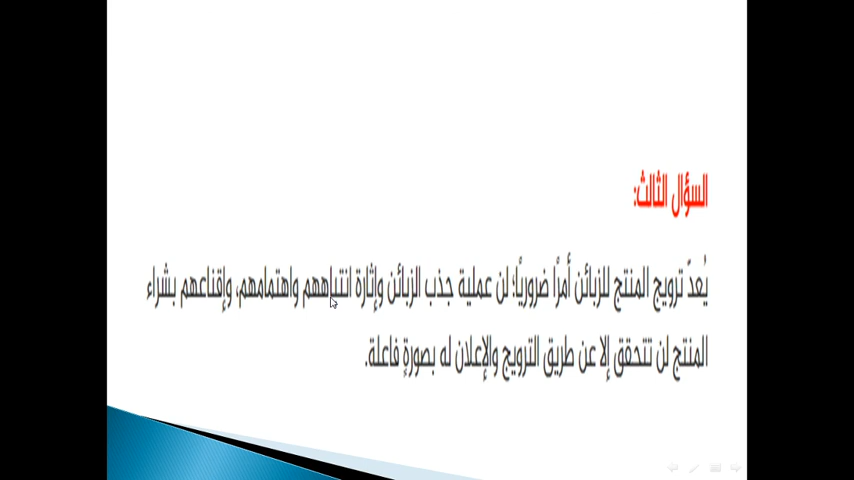 السؤال الثالث:
يُعدّ ترويج المنتج للزبائن أمرًا ضروريًا؛ لن عملية جذب الزبائن وإثارة انتباههم واهتمامهم، وإقناعهم بشراء
المنتج لن تتحقق إلا عن طريق الترويج والإعلان له بصورةٍ فاعلة.